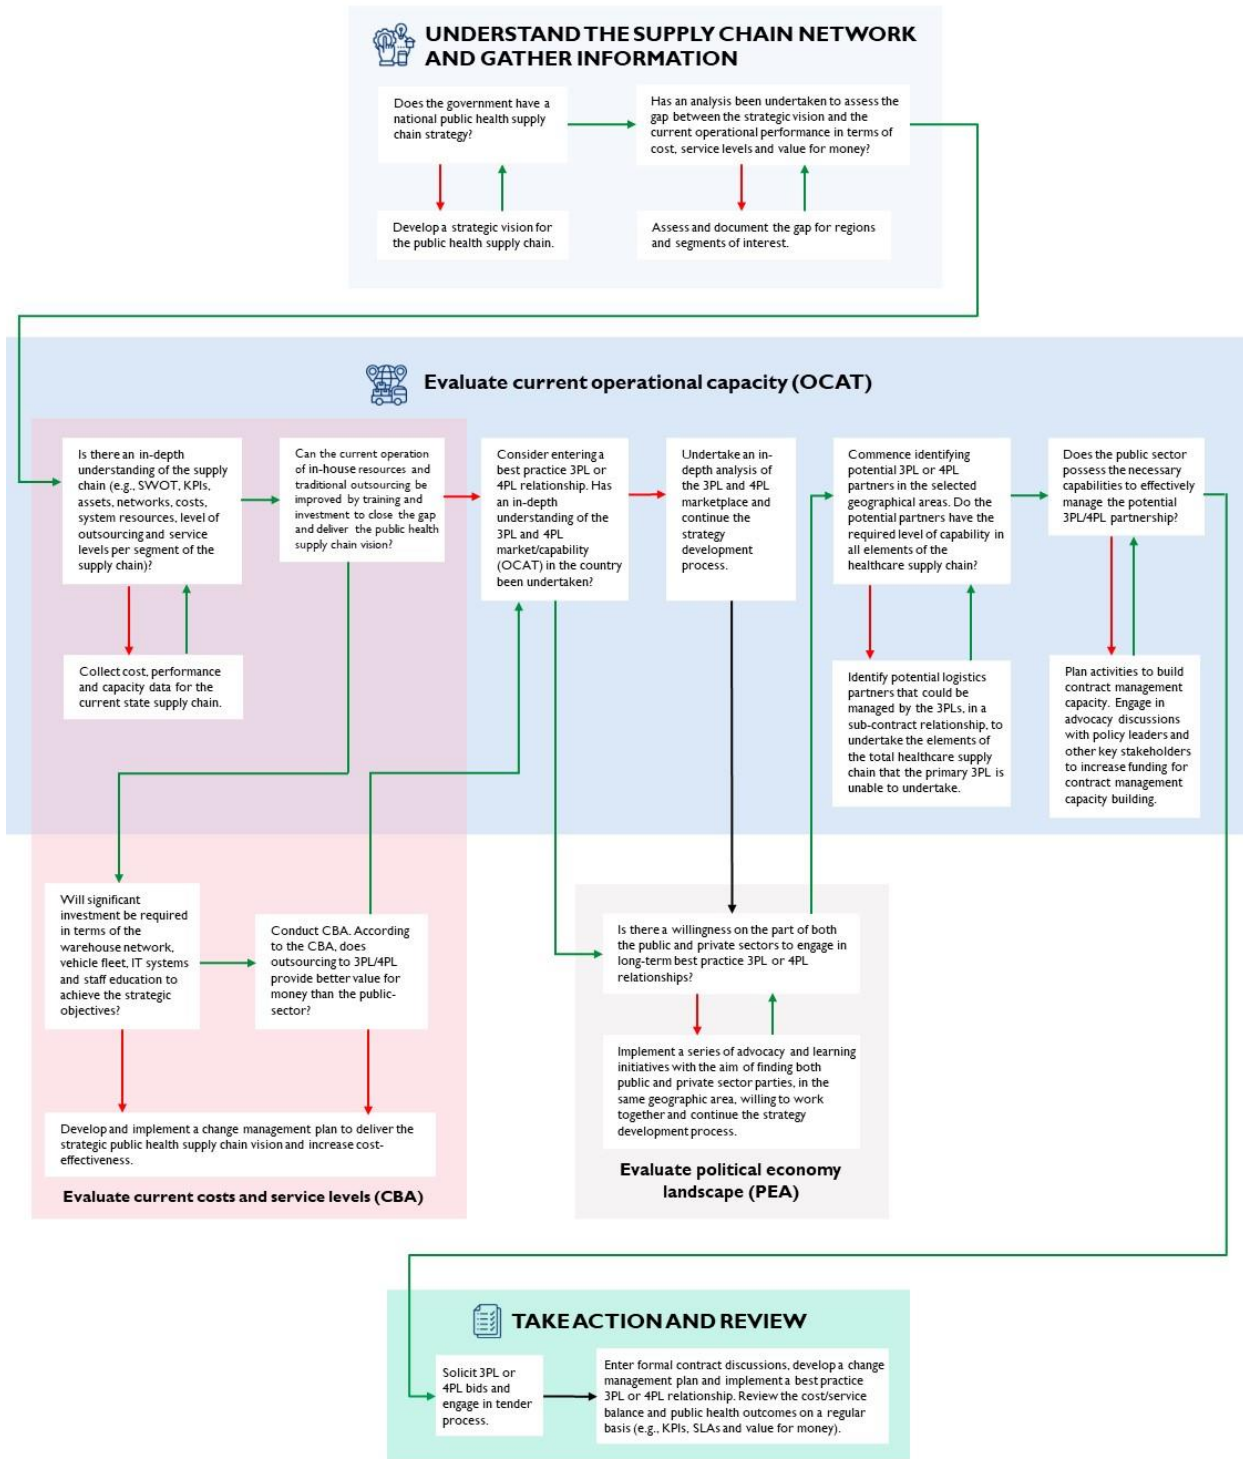 UNDERSTAND THE SUPPLY CHAIN NETWORK
AND GATHER INFORMATION
Does the government have a
national public health supply
chain strategy?
Has an analysis been undertaken to assess the
gap between the strategic vision and the
current operational performance in terms of
cost, service levels and value for money?
Develop a strategic vision for
the public health supply chain.
Assess and document the gap for regions
and segments of interest.
Evaluate current operational capacity (OCAT)
Is there an in-depth
understanding of the supply
chain (e.g., SWOT, KPIs,
assets, networks, costs,
system resources, level of
outsourcing and service
levels per segment of the
supply chain)?
Can the current operation
of in-house resources and
traditional outsourcing be
improved by training and
investment to close the gap
and deliver the public health
supply chain vision?
Consider entering a
best practice 3PL or
4PL relationship. Has
an in-depth
understanding of the
3PL and 4PL
market/capability
(OCAT) in the country
been undertaken?
Undertake an in-
depth analysis of
the 3PL and 4PL
marketplace and
continue the
strategy
development
process.
Commence identifying
potential 3PL or 4PL
partners in the selected
geographical areas. Do the
potential partners have the
required level of capability in
all elements of the
healthcare supply chain?
Does the public sector
possess the necessary
capabilities to effectively
manage the potential
3PL/4PL partnership?
Collect cost, performance
and capacity data for the
current state supply chain.
Identify potential logistics
partners that could be
managed by the 3PLs, in a
sub-contract relationship, to
undertake the elements of
the total healthcare supply
chain that the primary 3PL is
unable to undertake.
Plan activities to build
contract management
capacity. Engage in
advocacy discussions
with policy leaders and
other key stakeholders
to increase funding for
contract management
capacity building.
Will significant
investment be required
in terms of the
warehouse network,
vehicle fleet, IT systems
and staff education to
achieve the strategic
objectives?
Conduct CBA. According
to the CBA, does
outsourcing to 3PL/4PL
provide better value for
money than the public-
sector?
Is there a willingness on the part of both
the public and private sectors to engage in
long-term best practice 3PL or 4PL
relationships?
Implement a series of advocacy and learning
initiatives with the aim of finding both
public and private sector parties, in the
same geographic area, willing to work
together and continue the strategy
development process.
Develop and implement a change management plan to deliver the
strategic public health supply chain vision and increase cost-
effectiveness.
Evaluate current costs and service levels (CBA)
Evaluate political economy
landscape (PEA)
TAKE ACTION AND REVIEW
Solicit 3PL or
4PL bids and
engage in tender
process.
Enter formal contract discussions, develop a change
management plan and implement a best practice
3PL or 4PL relationship. Review the cost/service
balance and public health outcomes on a regular
basis (e.g., KPIs, SLAs and value for money).